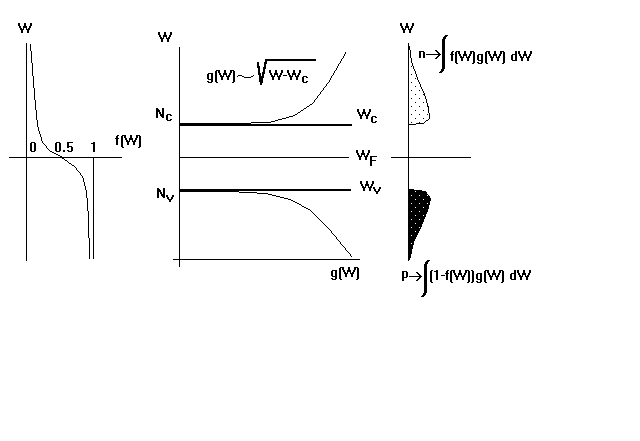 W
0 0.5 1 f(W)
W
g(W)~√W-Wc
Nc Wc
WF
Nv Wv
g(W)
W
n→∫f(W)g(W) dW
p→∫(1-f(W))g(W) dW